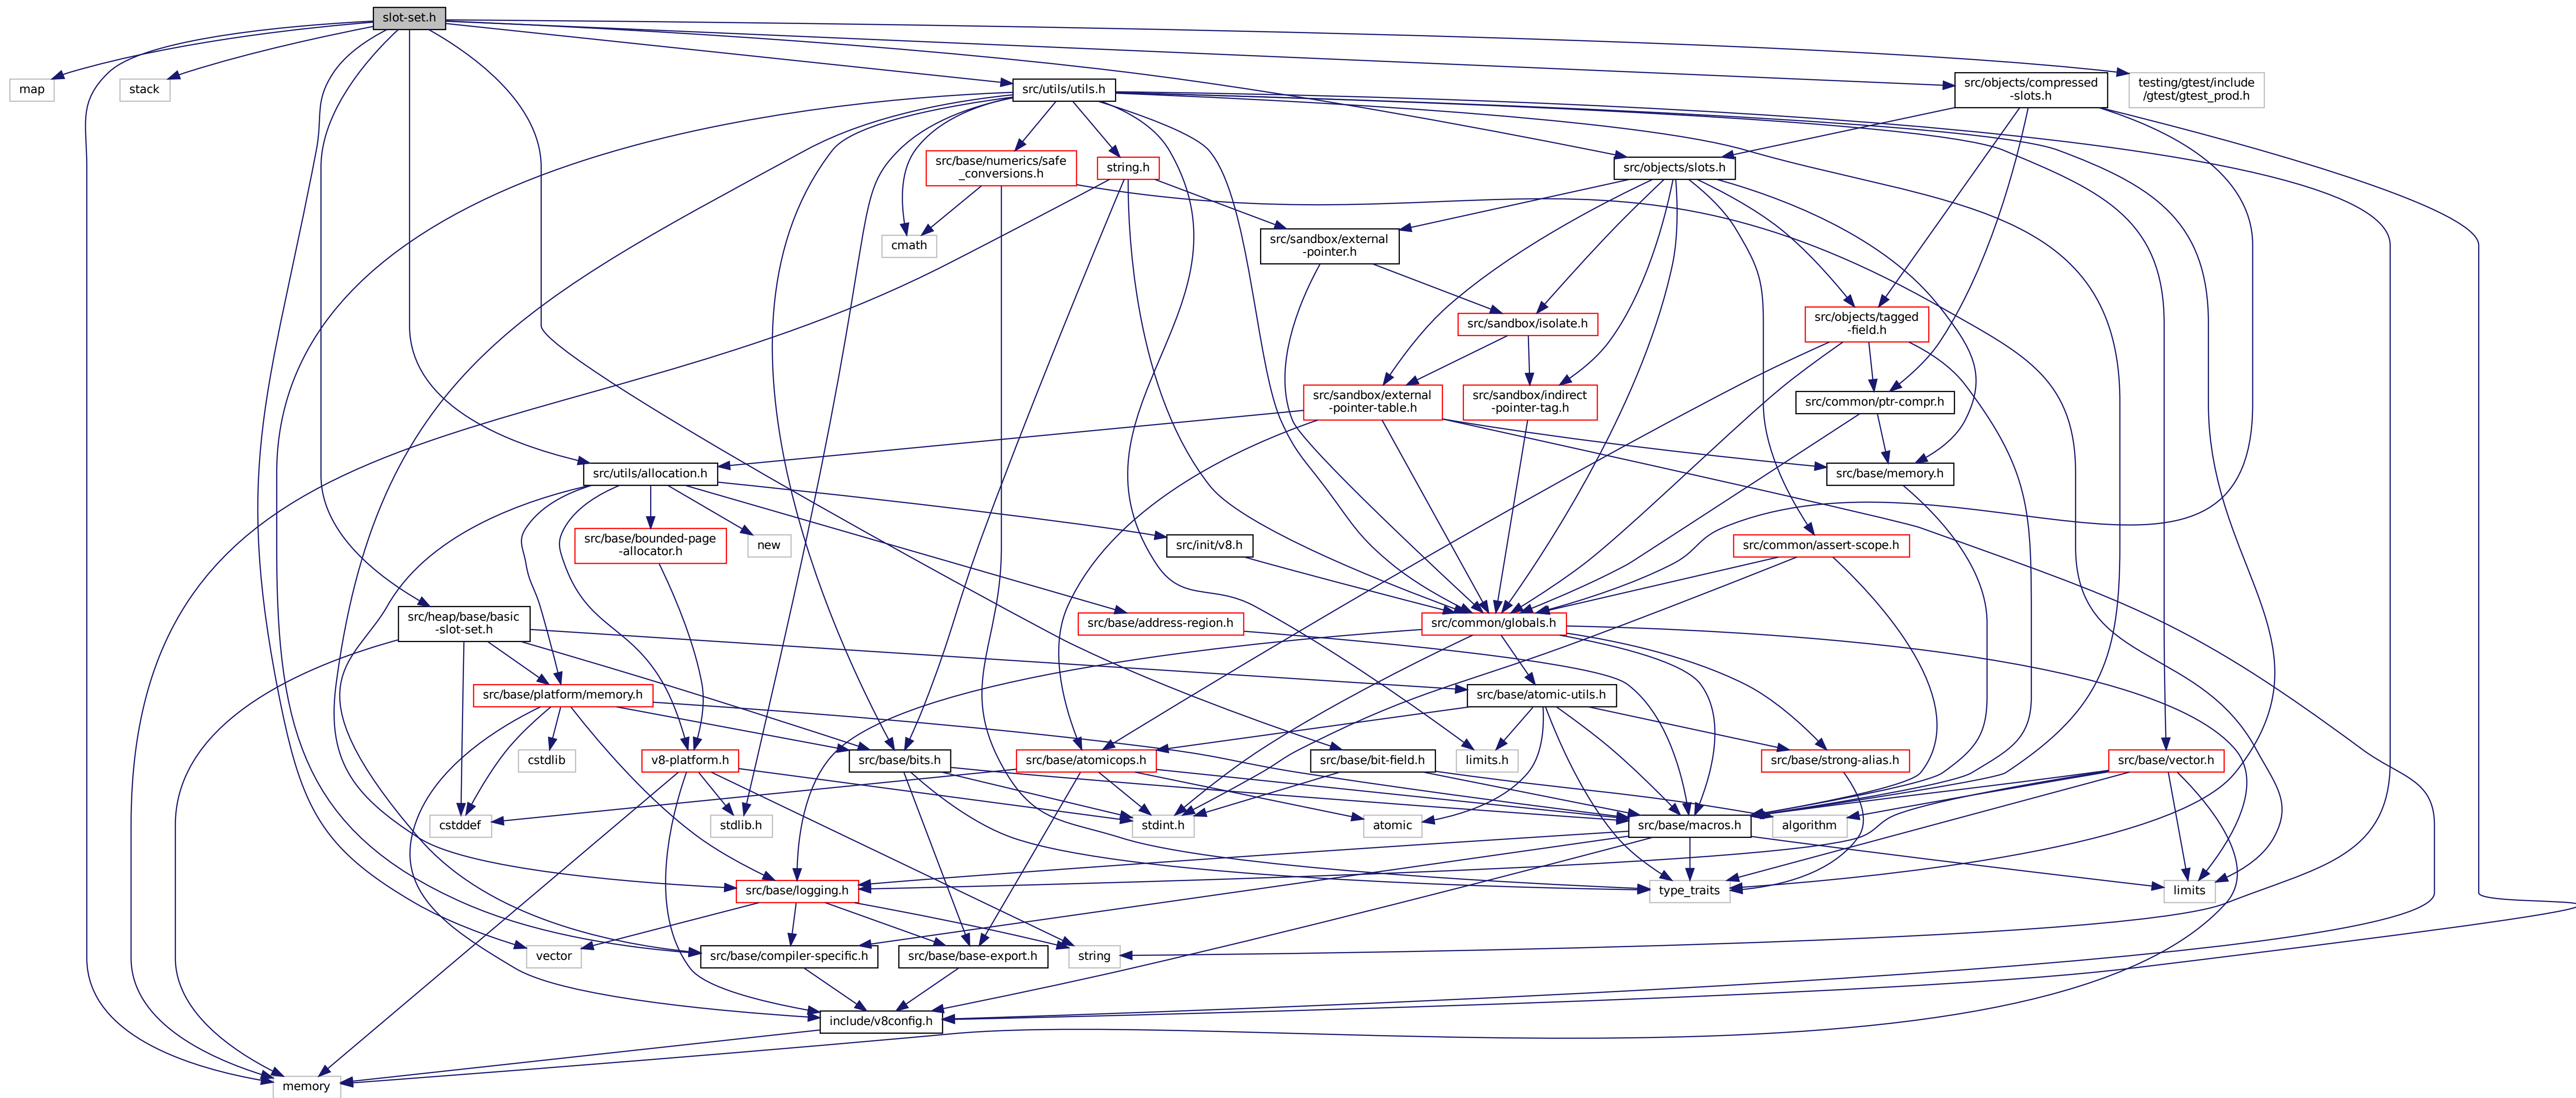 slot-set.h
map
stack
src/utils/utils.h
src/objects/compressed
-slots.h
testing/gtest/include
/gtest/gtest_prod.h
src/base/numerics/safe
_conversions.h
string.h
src/objects/slots.h
cmath
src/sandbox/external
-pointer.h
src/sandbox/isolate.h
src/objects/tagged
-field.h
src/sandbox/external
-pointer-table.h
src/sandbox/indirect
-pointer-tag.h
src/common/ptr-compr.h
src/utils/allocation.h
src/base/memory.h
src/base/bounded-page
-allocator.h
new
src/init/v8.h
src/common/assert-scope.h
src/heap/base/basic
-slot-set.h
src/base/address-region.h
src/common/globals.h
src/base/platform/memory.h
src/base/atomic-utils.h
cstdlib
v8-platform.h
src/base/bits.h
src/base/atomicops.h
limits.h
src/base/bit-field.h
src/base/strong-alias.h
src/base/vector.h
cstddef
stdlib.h
stdint.h
atomic
src/base/macros.h
algorithm
src/base/logging.h
type_traits
limits
vector
src/base/compiler-specific.h
src/base/base-export.h
string
include/v8config.h
memory